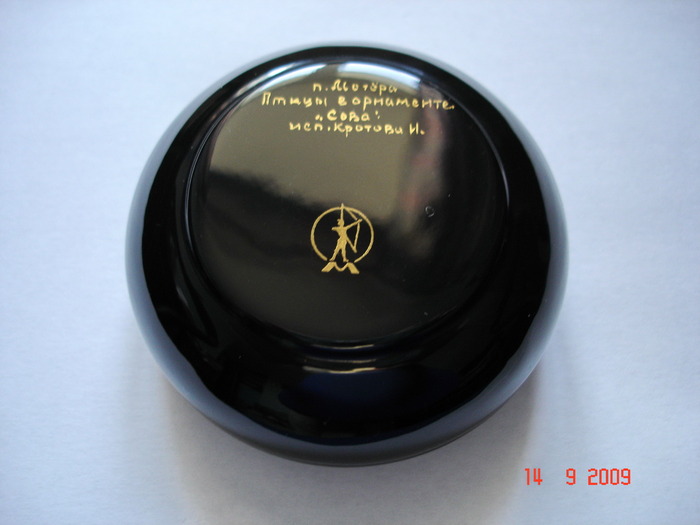 п. Мстёра
Птицы в орнаменте
„Сова“
исп. Кротова И.
М
14 9 2009